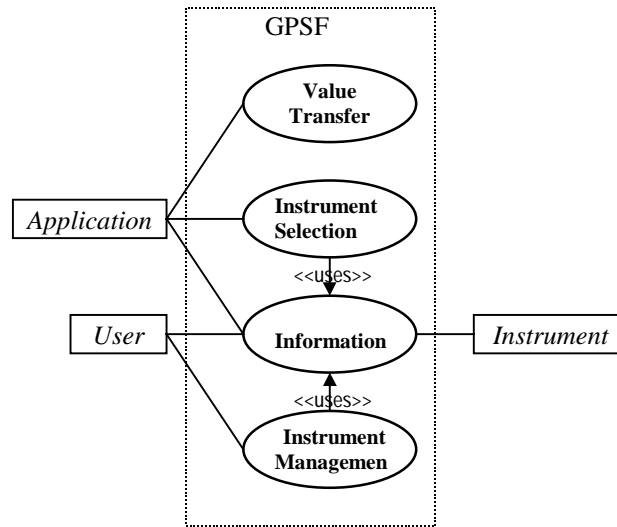 GPSF
Value
Transfer
Application
Instrument
Selection
<<uses>>
User
Information
Instrument
<<uses>>
Instrument
Managemen